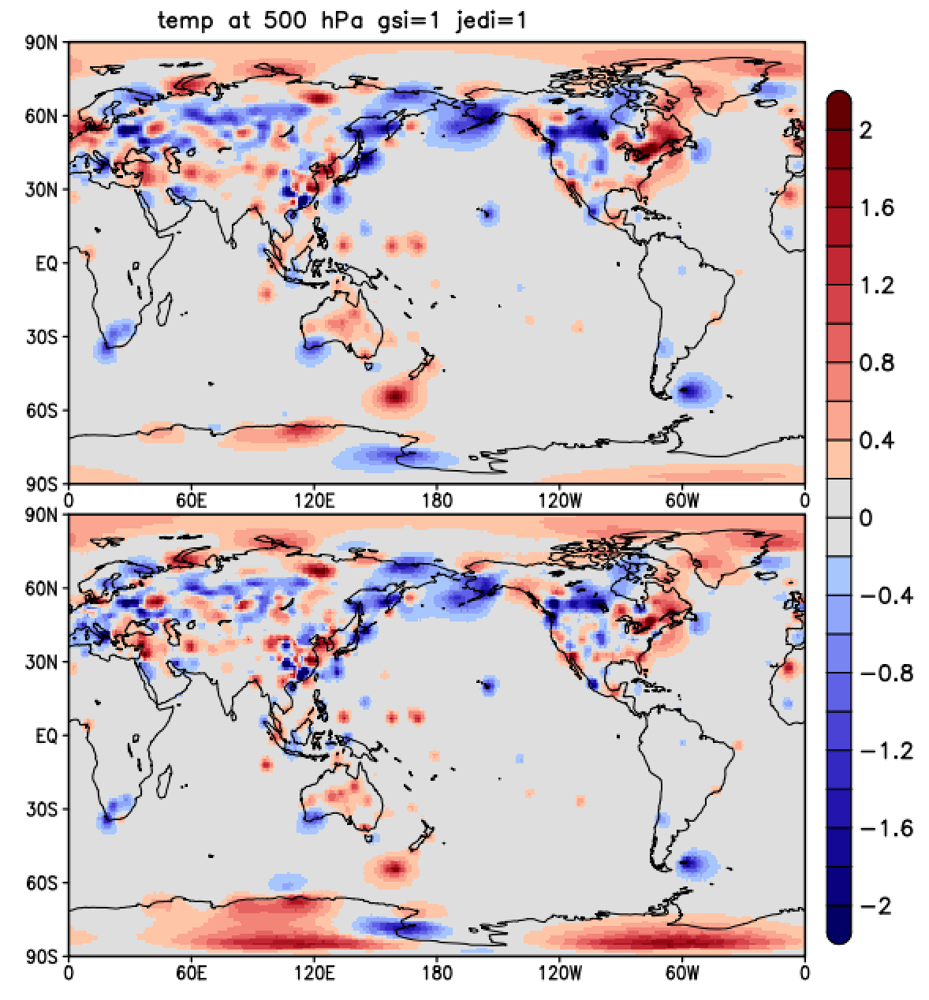 temp at 500 hPa gsi=1 jedi=1
90N
60N
30N
EQ
30S
60S
90S
0 60E 120E 180 120W 60W 0
90N
60N
30N
EQ
30S
60S
90S
0 60E 120E 180 120W 60W 0
2
1.6
1.2
0.8
0.4
0
−0.4
−0.8
−1.2
−1.6
−2